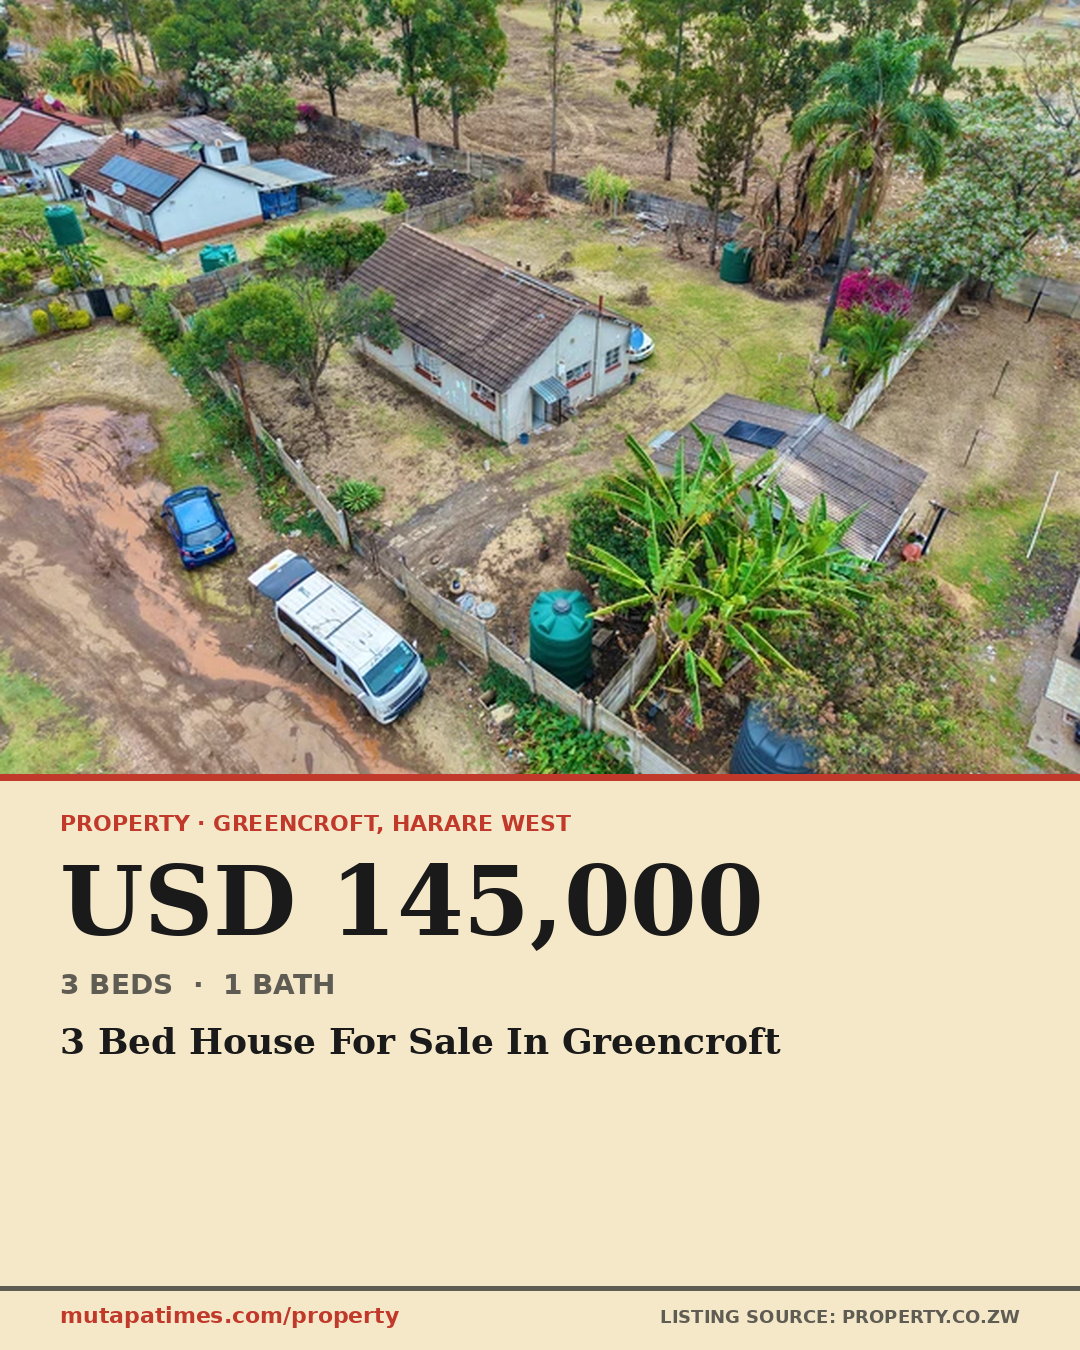 PROPERTY · GREENCROFT, HARARE WEST
USD 145,000
3 BEDS · 1 BATH
3 Bed House For Sale In Greencroft
mutapatimes.com/property
LISTING SOURCE: PROPERTY.CO.ZW